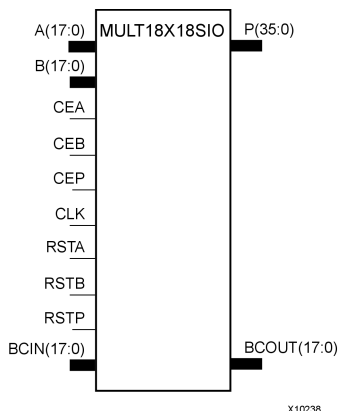 A(17:0) MULT18X18SIO P(35:0)
B(17:0)
CEA
CEB
CEP
CLK
RSTA
RSTB
RSTP
BCIN(17:0) BCOUT(17:0)
X10238